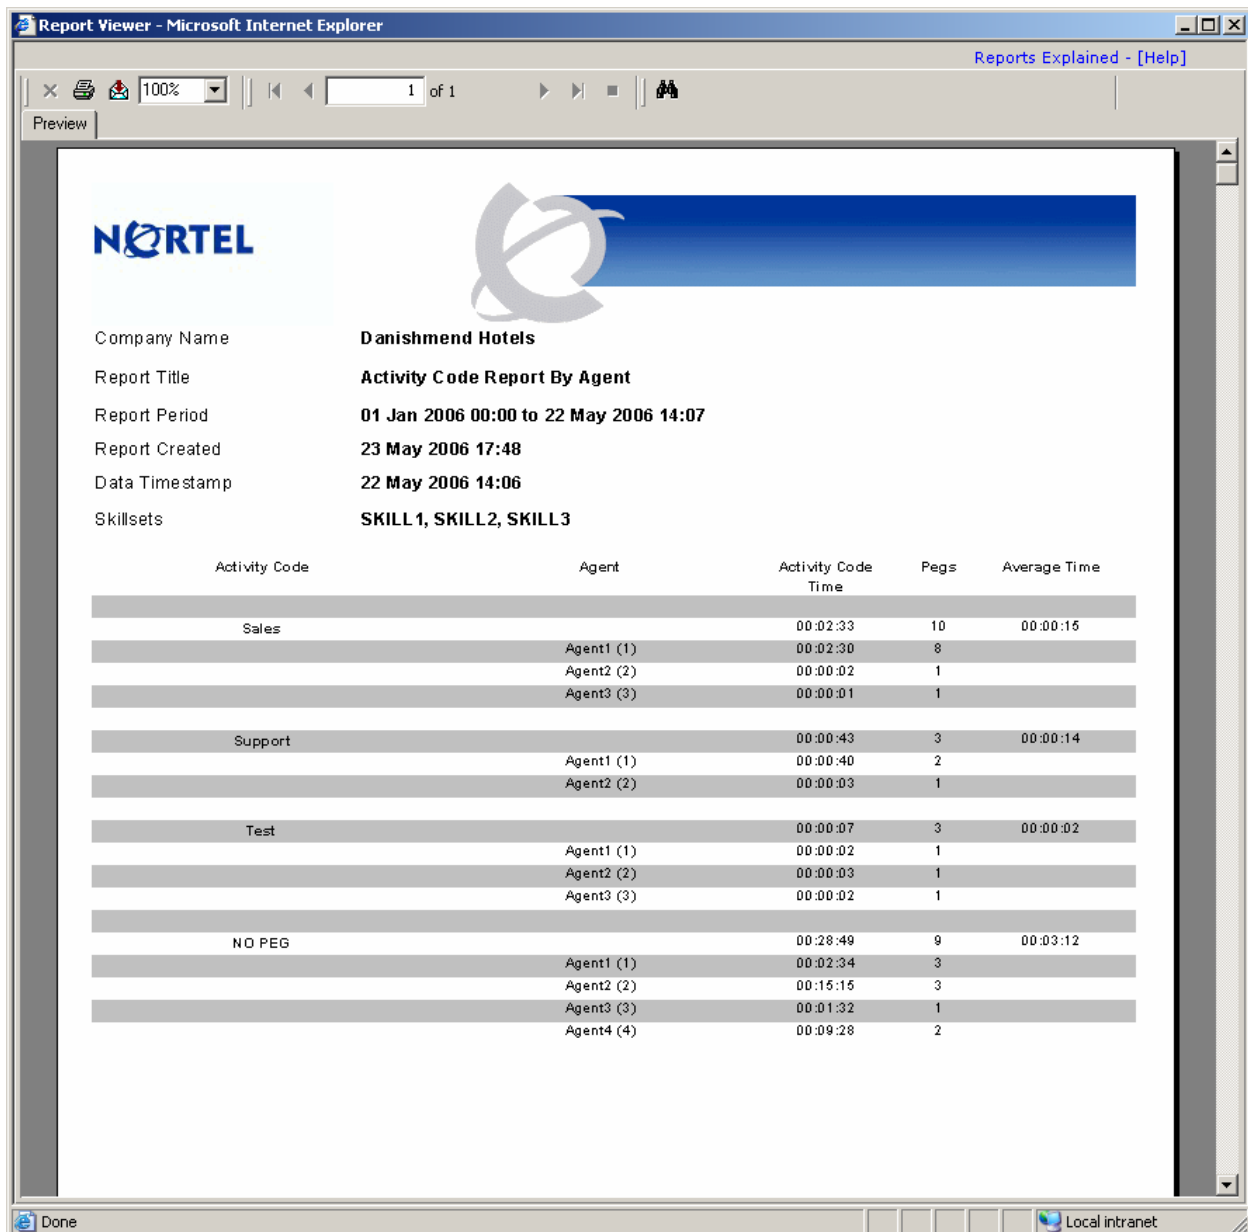 Report Viewer - Microsoft Internet Explorer
Reports Explained - [Help]
100%
1 of 1
Preview
NORTEL
Company Name Danishmend Hotels
Report Title Activity Code Report By Agent
Report Period 01 Jan 2006 00:00 to 22 May 2006 14:07
Report Created 23 May 2006 17:48
Data Timestamp 22 May 2006 14:06
Skillsets SKILL1, SKILL2, SKILL3
Activity Code Agent Activity Code Time Pegs Average Time
Sales 00:02:33 10 00:00:15
Agent1 (1) 00:02:30 8
Agent2 (2) 00:00:02 1
Agent3 (3) 00:00:01 1
Support 00:00:43 3 00:00:14
Agent1 (1) 00:00:40 2
Agent2 (2) 00:00:03 1
Test 00:00:07 3 00:00:02
Agent1 (1) 00:00:02 1
Agent2 (2) 00:00:03 1
Agent3 (3) 00:00:02 1
NO PEG 00:28:49 9 00:03:12
Agent1 (1) 00:02:34 3
Agent2 (2) 00:15:15 3
Agent3 (3) 00:01:32 1
Agent4 (4) 00:09:28 2
Done Local intranet